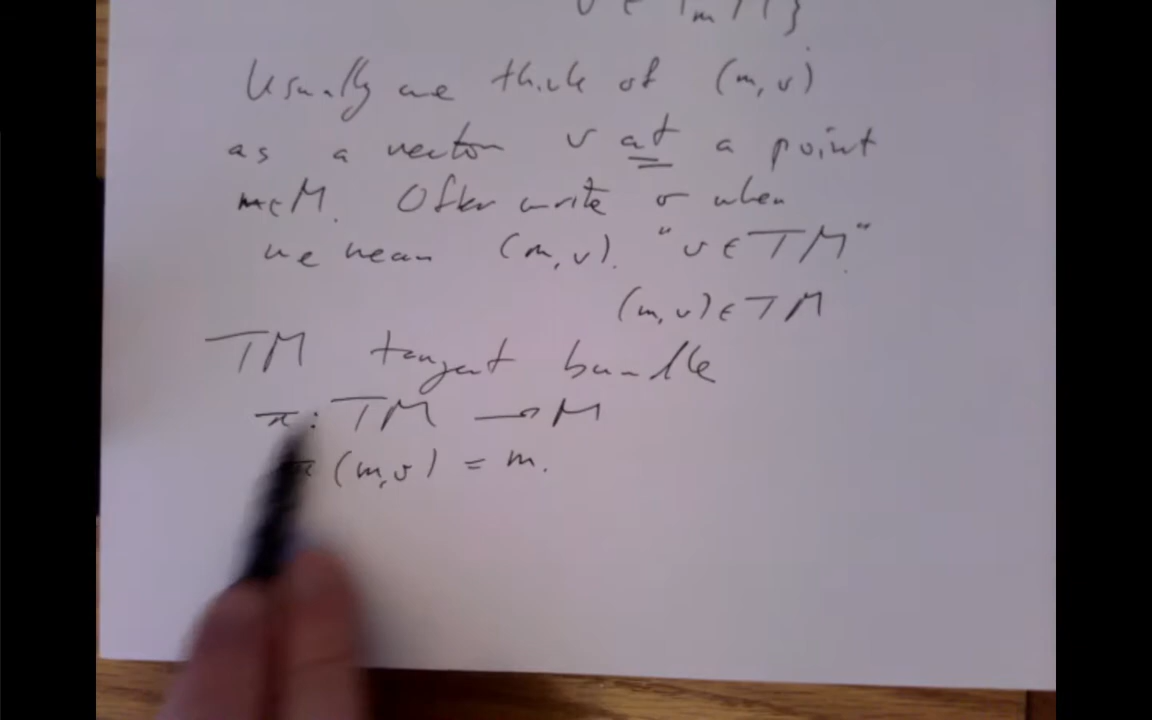 v ∈ T_m M}
Usually we think of (m, v)
as a vector v at a point
m∈M. Often write v when
we mean (m, v). "v ∈ TM".
(m, v) ∈ TM
TM tangent bundle
π: TM → M
π (m, v) = m.